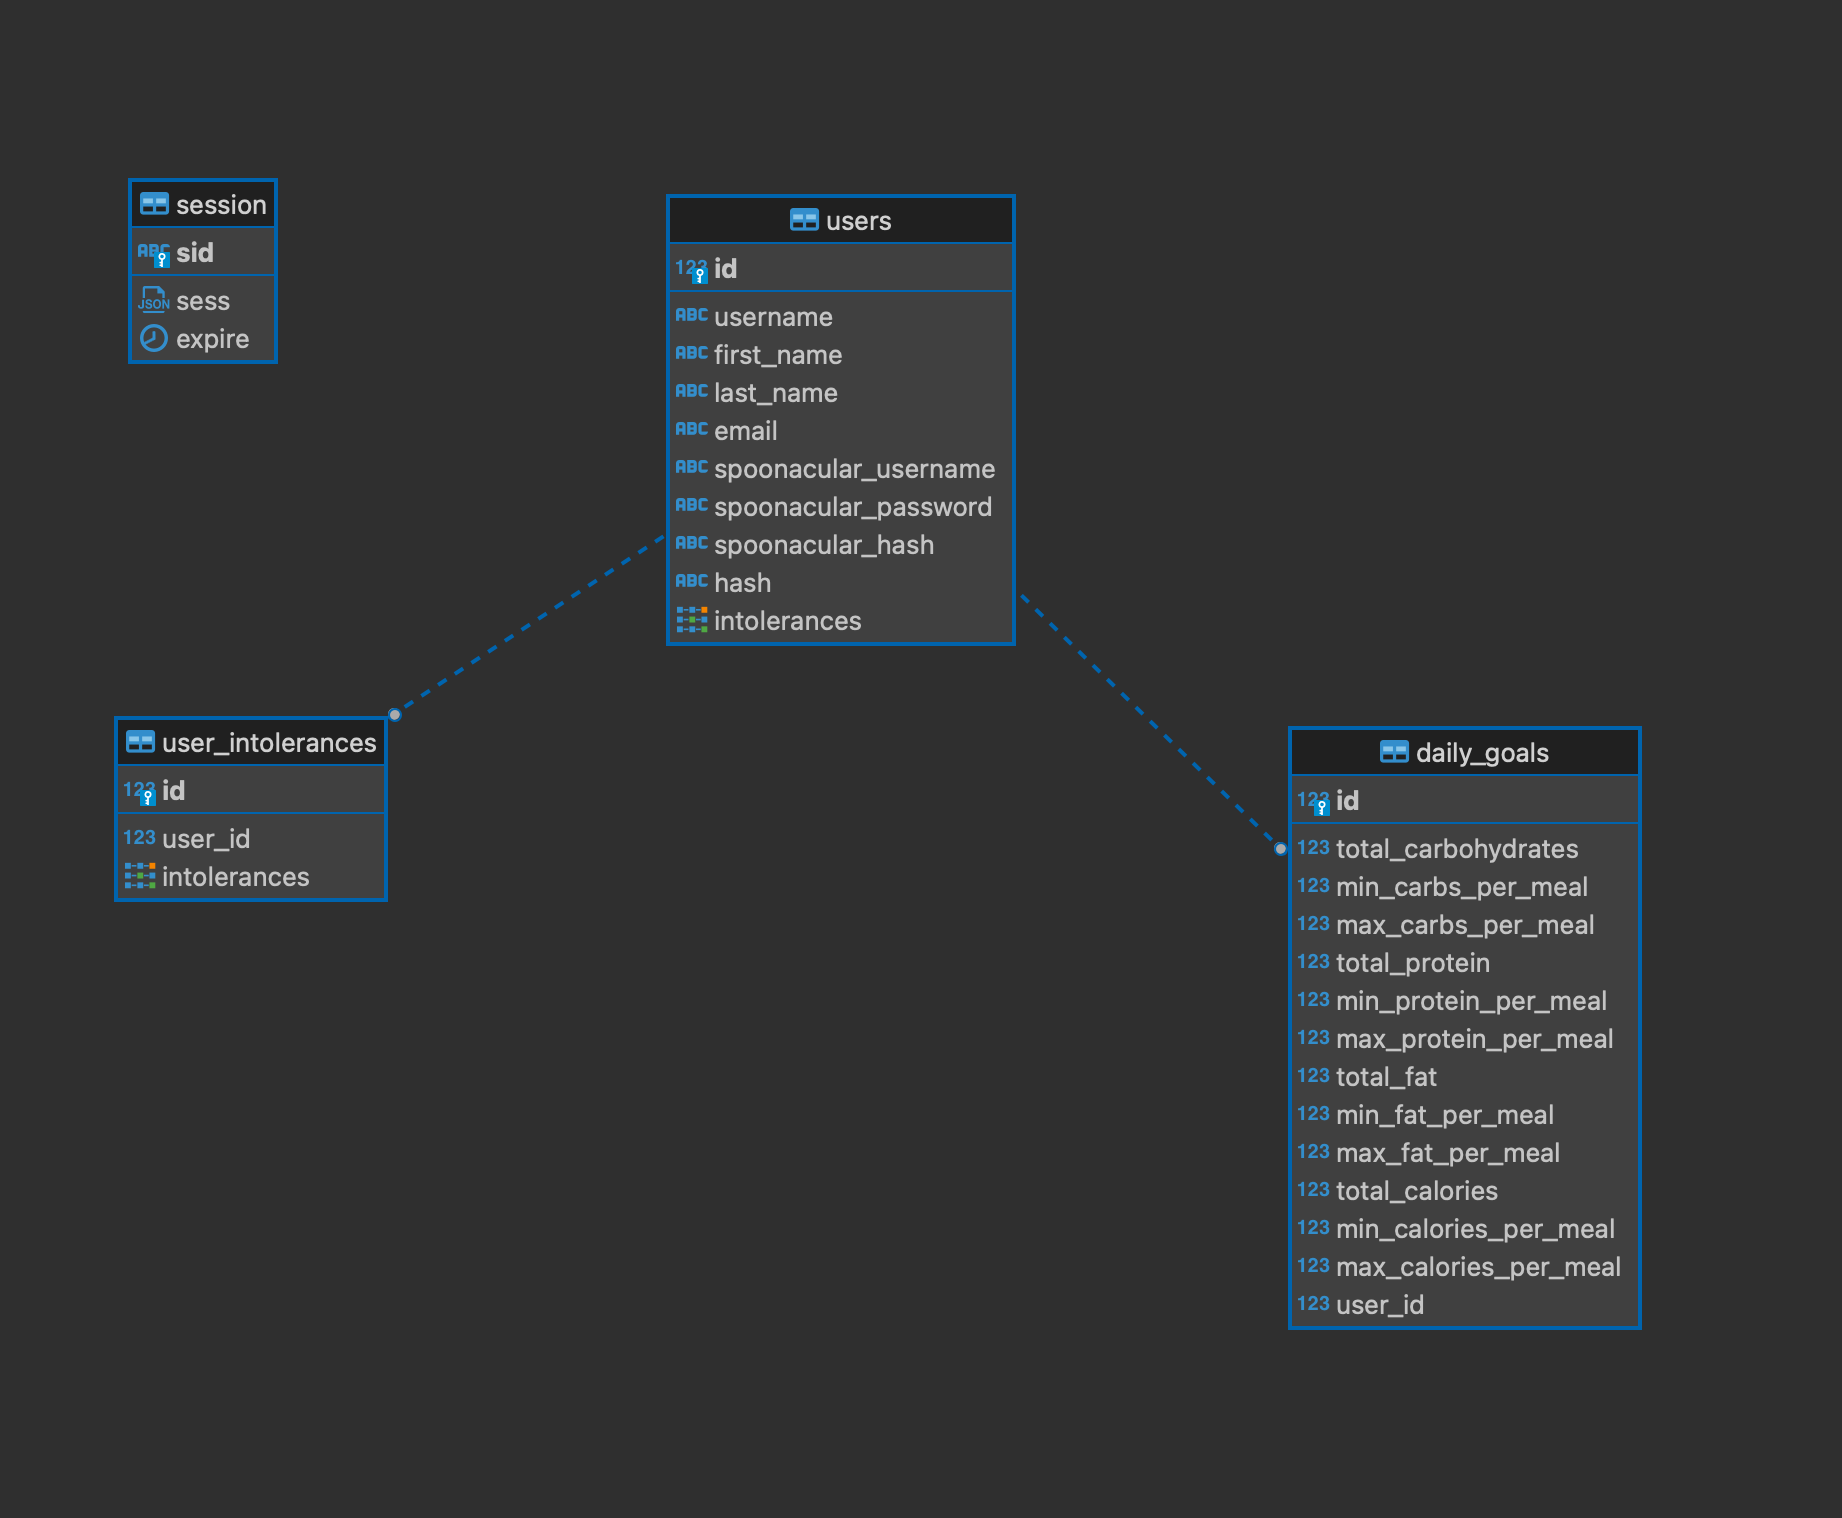 session
ABC sid
JSON sess
expire
users
123 id
ABC username
ABC first_name
ABC last_name
ABC email
ABC spoonacular_username
ABC spoonacular_password
ABC spoonacular_hash
ABC hash
intolerances
user_intolerances
123 id
123 user_id
intolerances
daily_goals
123 id
123 total_carbohydrates
123 min_carbs_per_meal
123 max_carbs_per_meal
123 total_protein
123 min_protein_per_meal
123 max_protein_per_meal
123 total_fat
123 min_fat_per_meal
123 max_fat_per_meal
123 total_calories
123 min_calories_per_meal
123 max_calories_per_meal
123 user_id